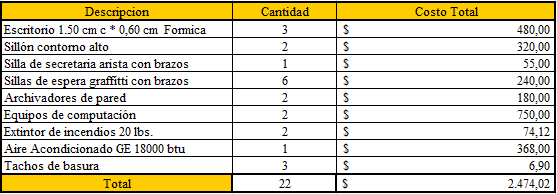 Descripcion Cantidad Costo Total
Escritorio 1.50 cm c * 0,60 cm Formica 3 $ 480,00
Sillón contorno alto 2 $ 320,00
Silla de secretaria arista con brazos 1 $ 55,00
Sillas de espera graffitti con brazos 6 $ 240,00
Archivadores de pared 2 $ 180,00
Equipos de computación 2 $ 750,00
Extintor de incendios 20 lbs. 2 $ 74,12
Aire Acondicionado GE 18000 btu 1 $ 368,00
Tachos de basura 3 $ 6,90
Total 22 $ 2.474,02